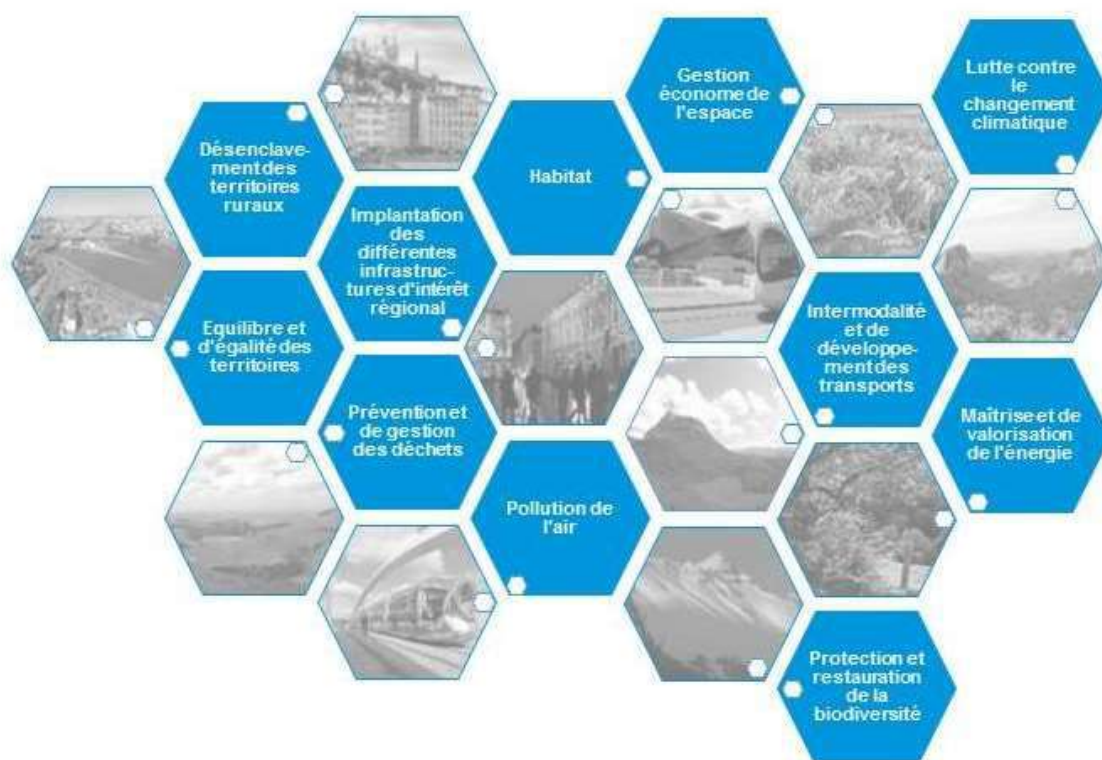 Gestion
économe de
l'espace
Lutte contre
le
changement
climatique
Désenclave-
ment des
territoires
ruraux
Habitat
Implantation
des
différentes
infrastruc-
tures d'intérêt
régional
Intermodalité
et de
développe-
ment des
transports
Equilibre et
d'égalité des
territoires
Prévention et
de gestion
des déchets
Maîtrise et de
valorisation
de l'énergie
Pollution de
l'air
Protection et
restauration
de la
biodiversité